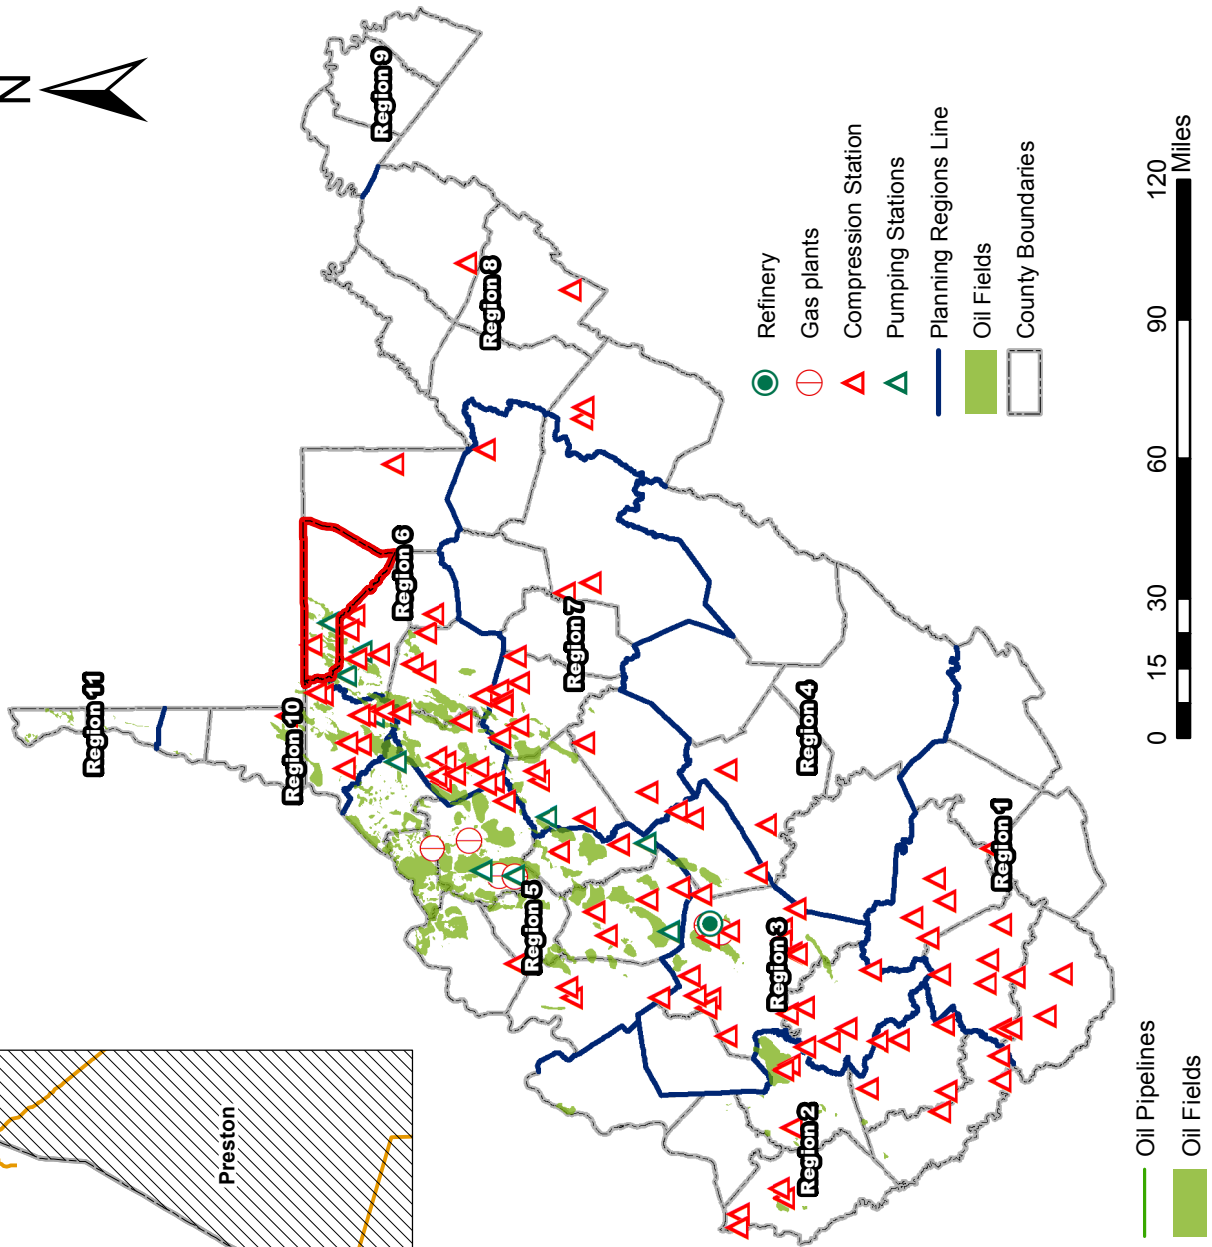 N
Region 9
Region 11
Region 8
Region 6
Region 10
Region 7
Region 5
Region 4
Region 3
Region 1
Region 2
Preston
Refinery
Gas plants
Compression Station
Pumping Stations
Planning Regions Line
Oil Fields
County Boundaries
0 15 30 60 90 120
Miles
Oil Pipelines
Oil Fields